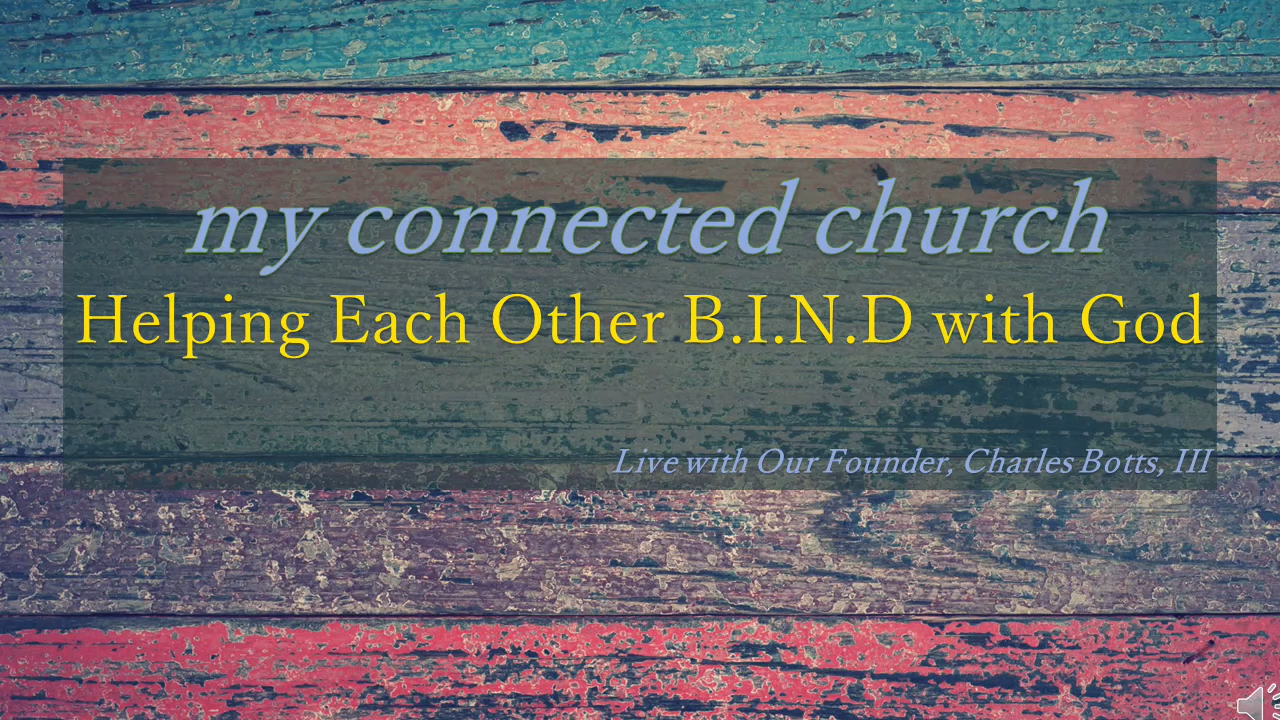 my connected church
Helping Each Other B.I.N.D with God
Live with Our Founder, Charles Botts, III